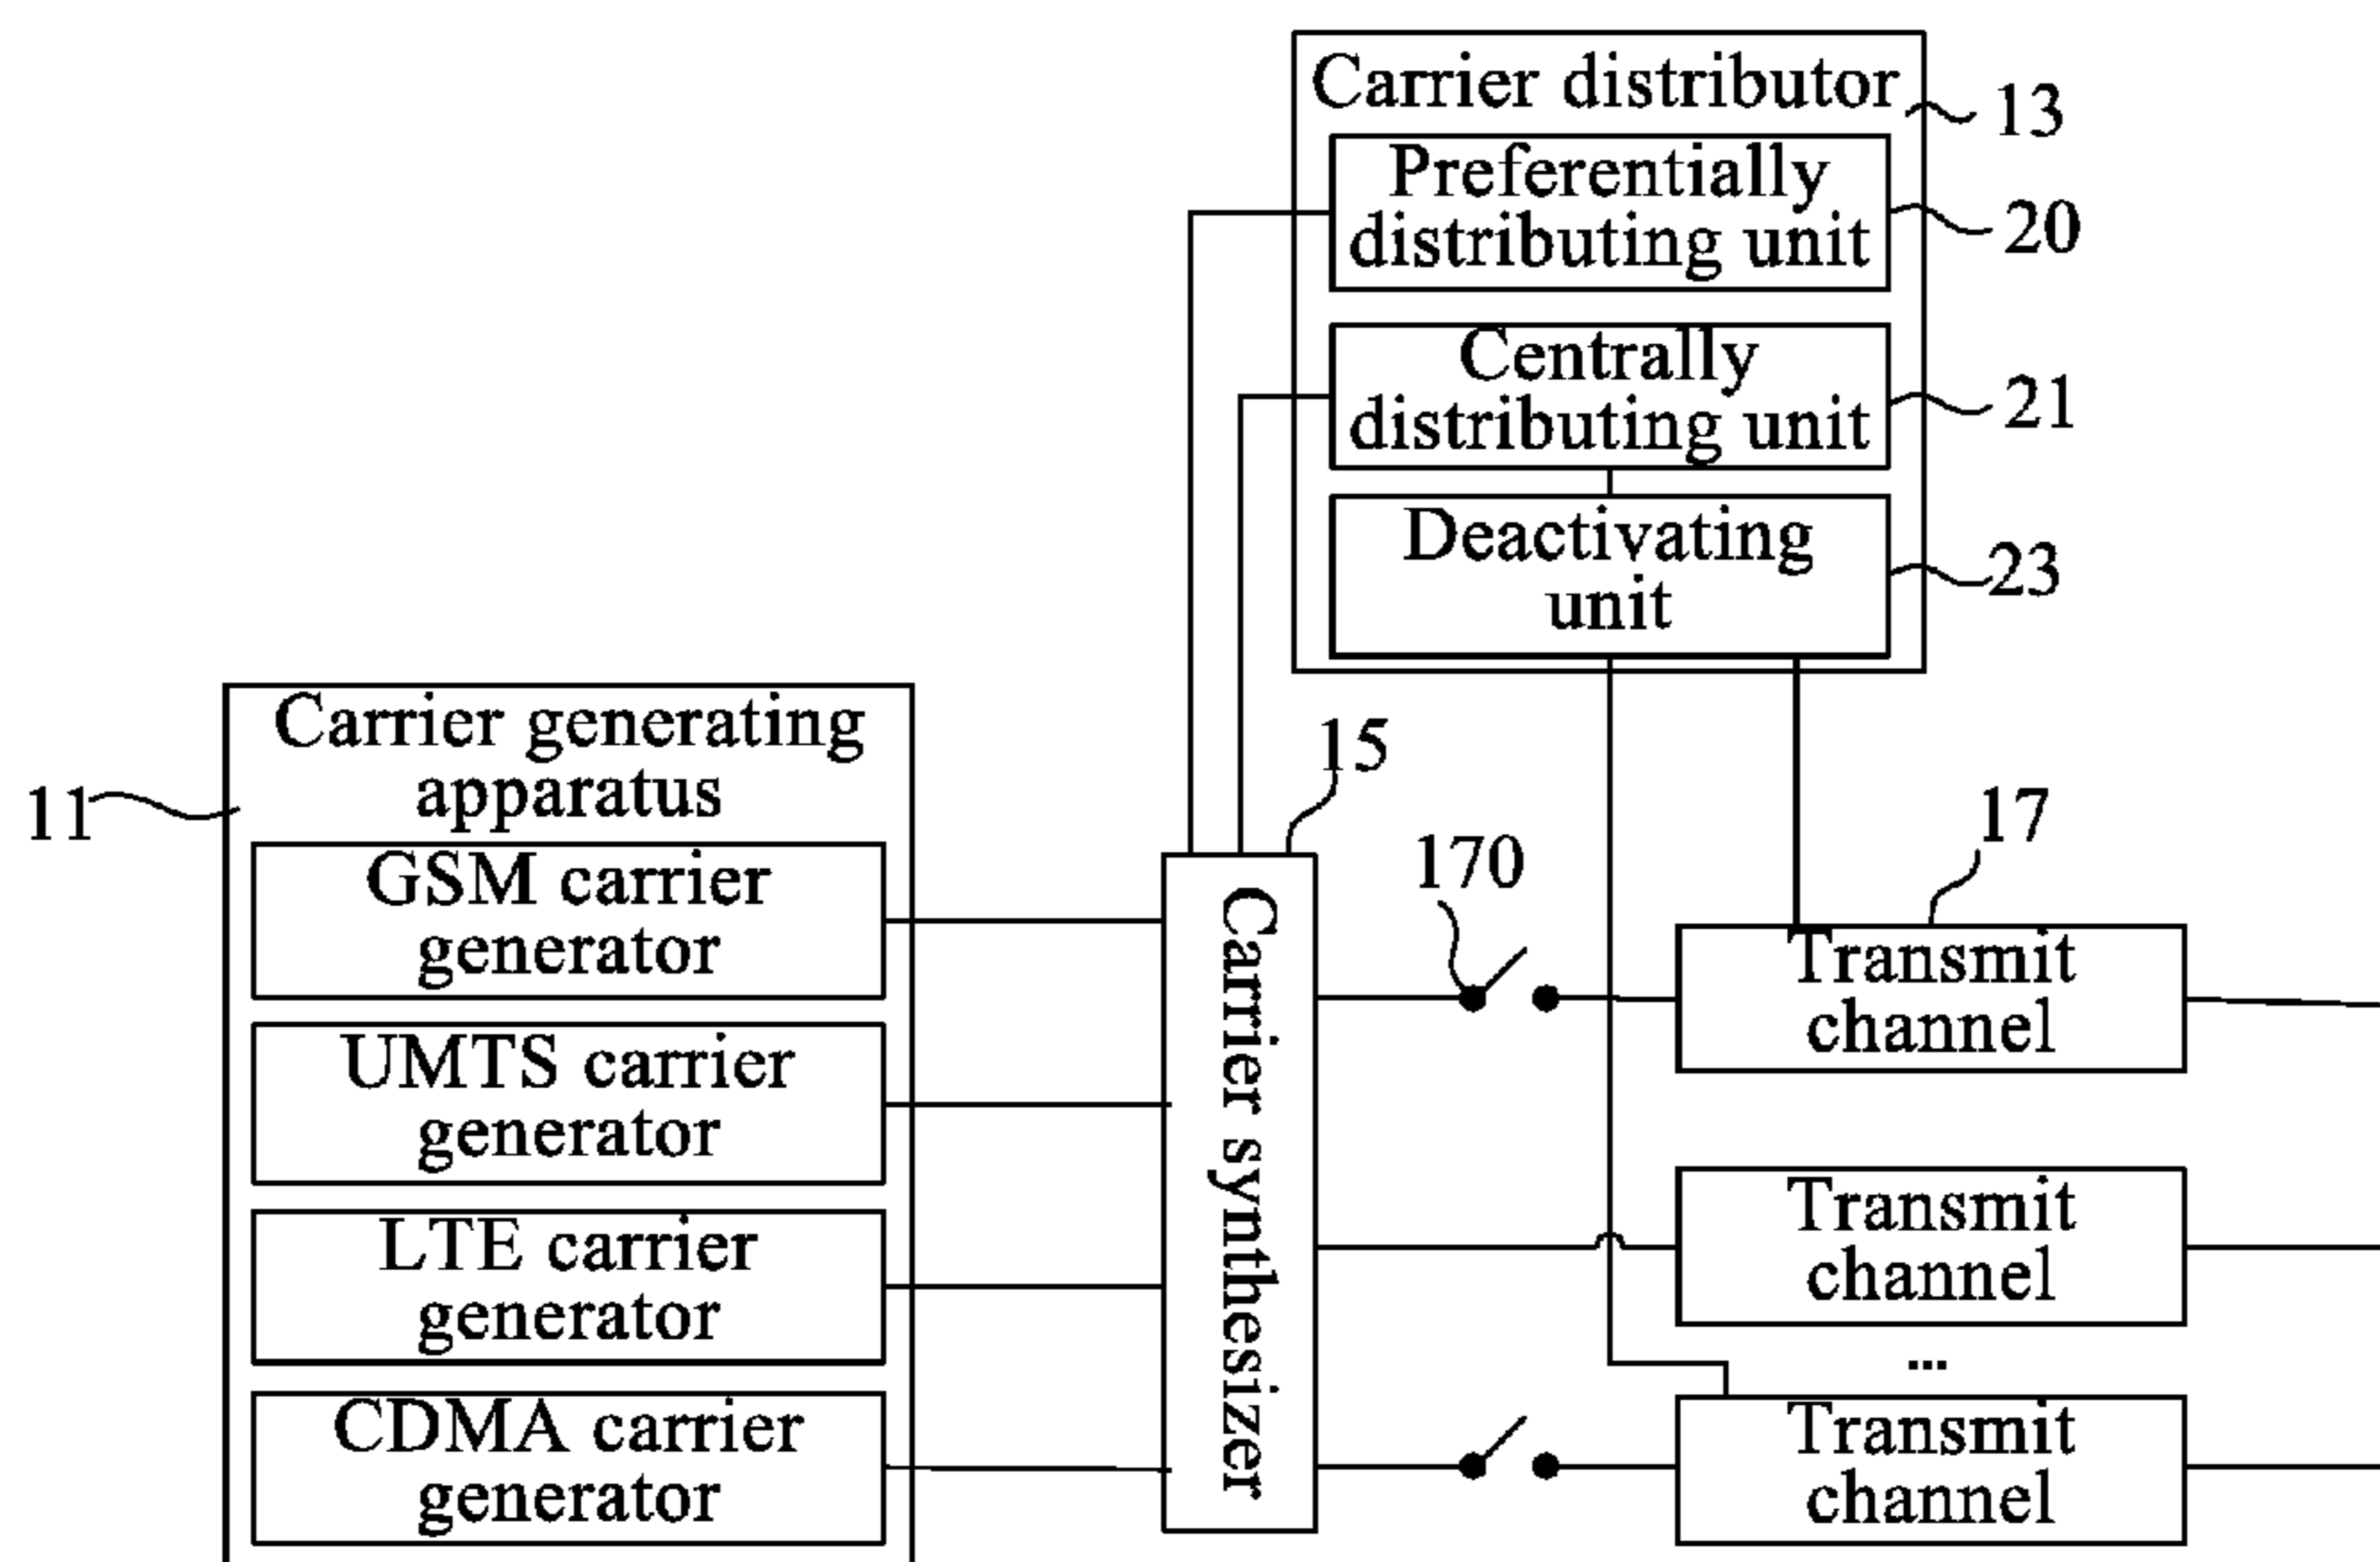 Carrier distributor
13
Preferentially
distributing unit
20
Centrally
distributing unit
21
Deactivating
unit
23
Carrier generating
apparatus
11
GSM carrier
generator
UMTS carrier
generator
LTE carrier
generator
CDMA carrier
generator
15
Carrier synthesizer
170
17
Transmit
channel
Transmit
channel
...
Transmit
channel